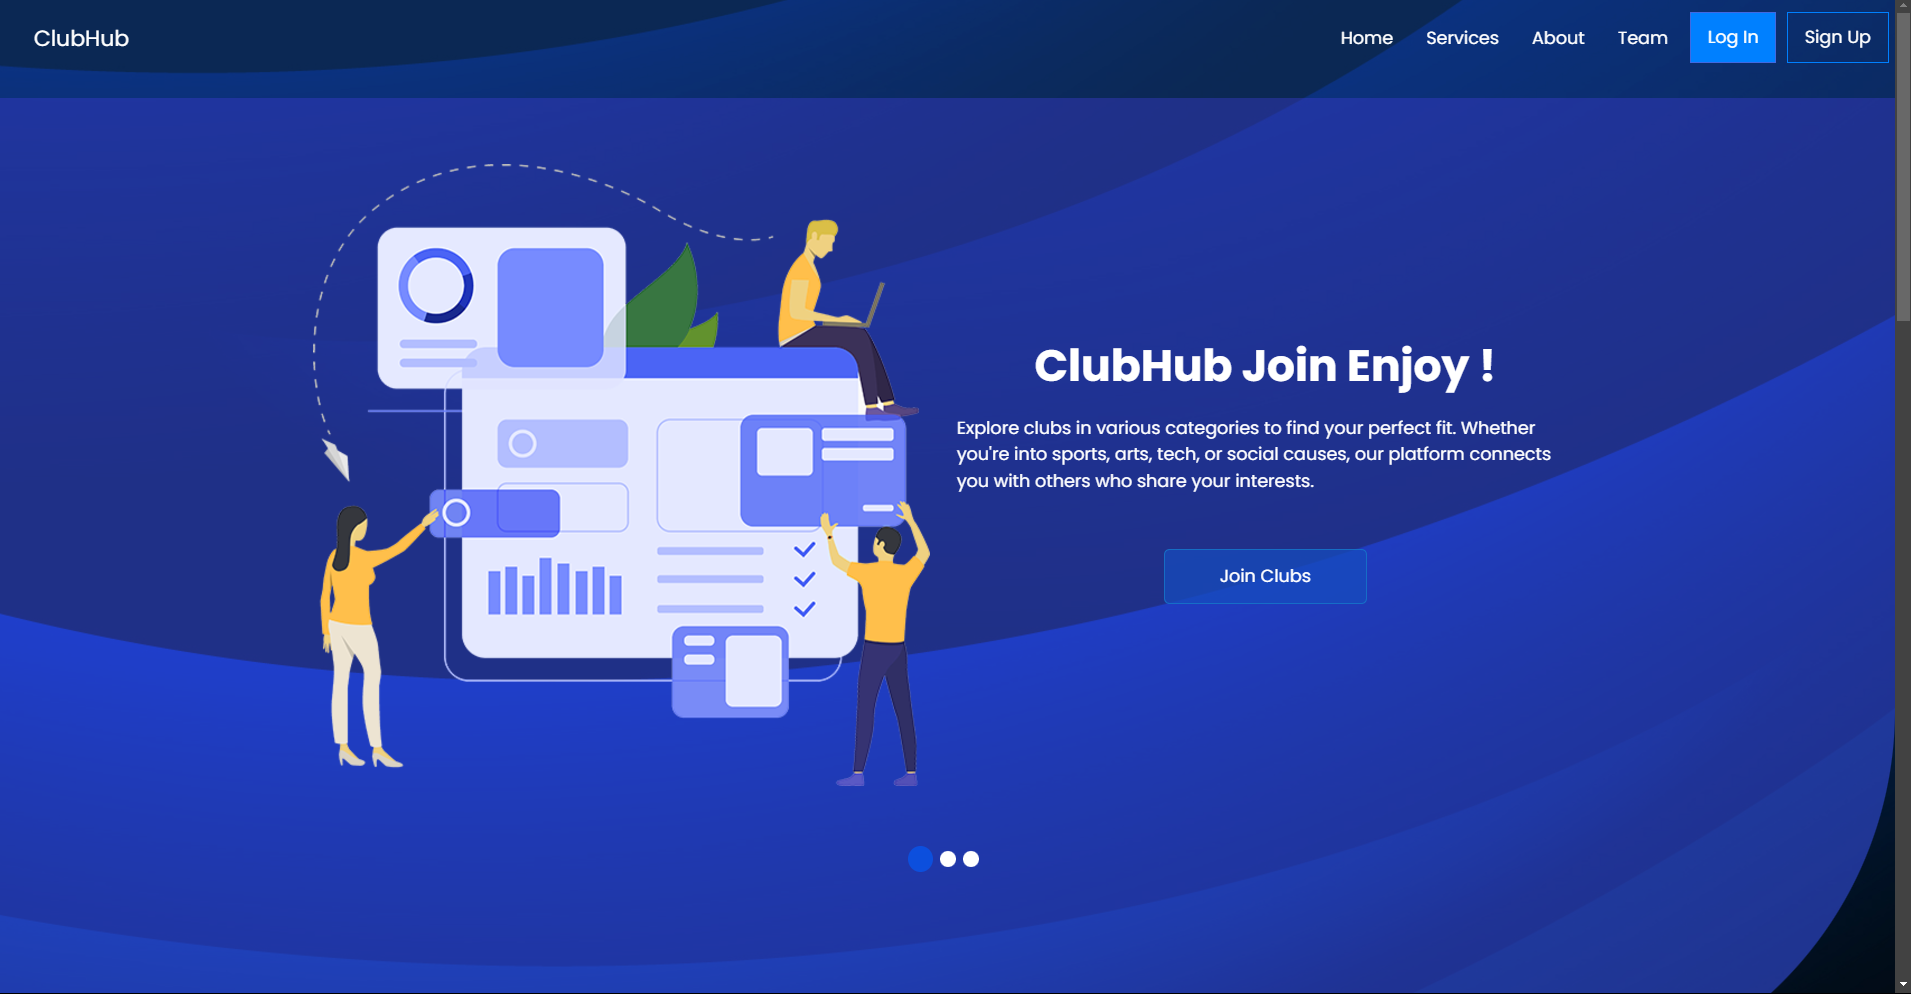 ClubHub
Home Services About Team Log In Sign Up
ClubHub Join Enjoy !
Explore clubs in various categories to find your perfect fit. Whether
you're into sports, arts, tech, or social causes, our platform connects
you with others who share your interests.
Join Clubs